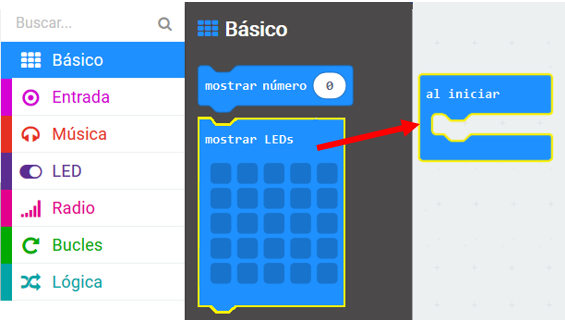 Buscar...
Básico
Entrada
Música
LED
Radio
Bucles
Lógica
Básico
mostrar número 0
mostrar LEDs
al iniciar